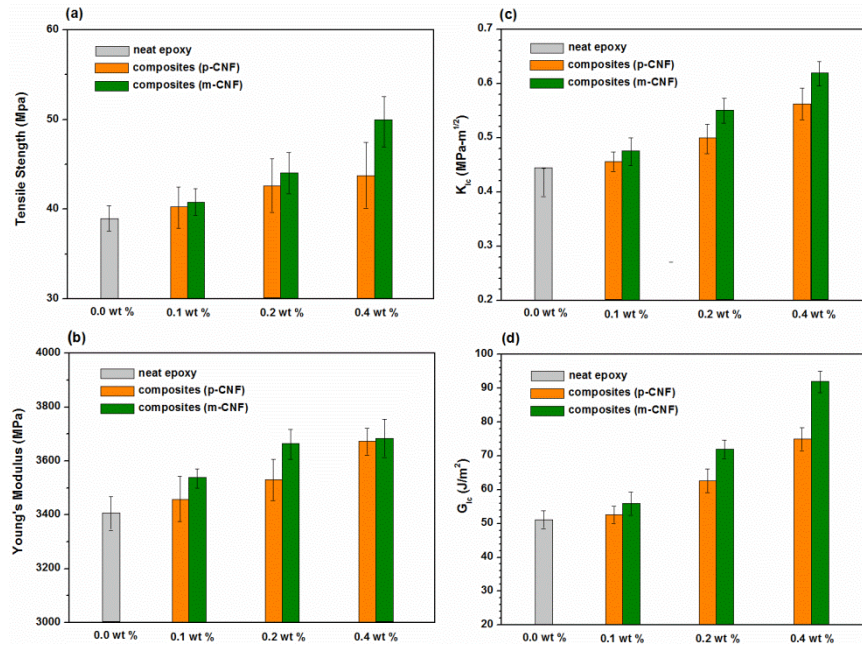 (a)
60
50
40
30
Tensile Stength (Mpa)
neat epoxy
composites (p-CNF)
composites (m-CNF)
0.0 wt %
0.1 wt %
0.2 wt %
0.4 wt %
(c)
0.7
0.6
0.5
0.4
0.3
0.2
K_Ic (MPa-m^1/2)
neat epoxy
composites (p-CNF)
composites (m-CNF)
0.0 wt %
0.1 wt %
0.2 wt %
0.4 wt %
(b)
4000
3800
3600
3400
3200
3000
Young's Modulus (MPa)
neat epoxy
composites (p-CNF)
composites (m-CNF)
0.0 wt %
0.1 wt %
0.2 wt %
0.4 wt %
(d)
100
90
80
70
60
50
40
30
20
G_Ic (J/m²)
neat epoxy
composites (p-CNF)
composites (m-CNF)
0.0 wt %
0.1 wt %
0.2 wt %
0.4 wt %